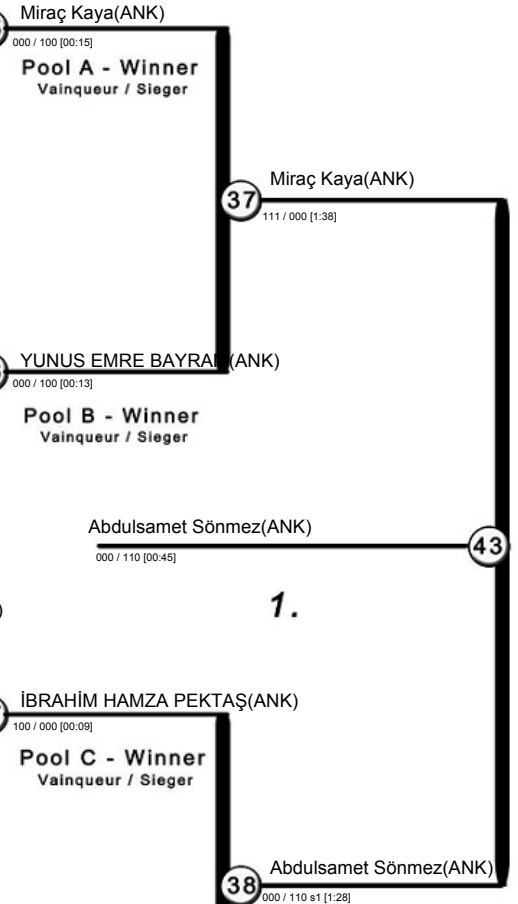 Miraç Kaya(ANK)
000 / 100 [00:15]
Pool A - Winner
Vainqueur / Sieger
Miraç Kaya(ANK)
37
111 / 000 [1:38]
YUNUS EMRE BAYRAM(ANK)
000 / 100 [00:13]
Pool B - Winner
Vainqueur / Sieger
Abdulsamet Sönmez(ANK)
43
000 / 110 [00:45]
1.
)
İBRAHİM HAMZA PEKTAŞ(ANK)
100 / 000 [00:09]
Pool C - Winner
Vainqueur / Sieger
Abdulsamet Sönmez(ANK)
38
000 / 110 s1 [1:28]